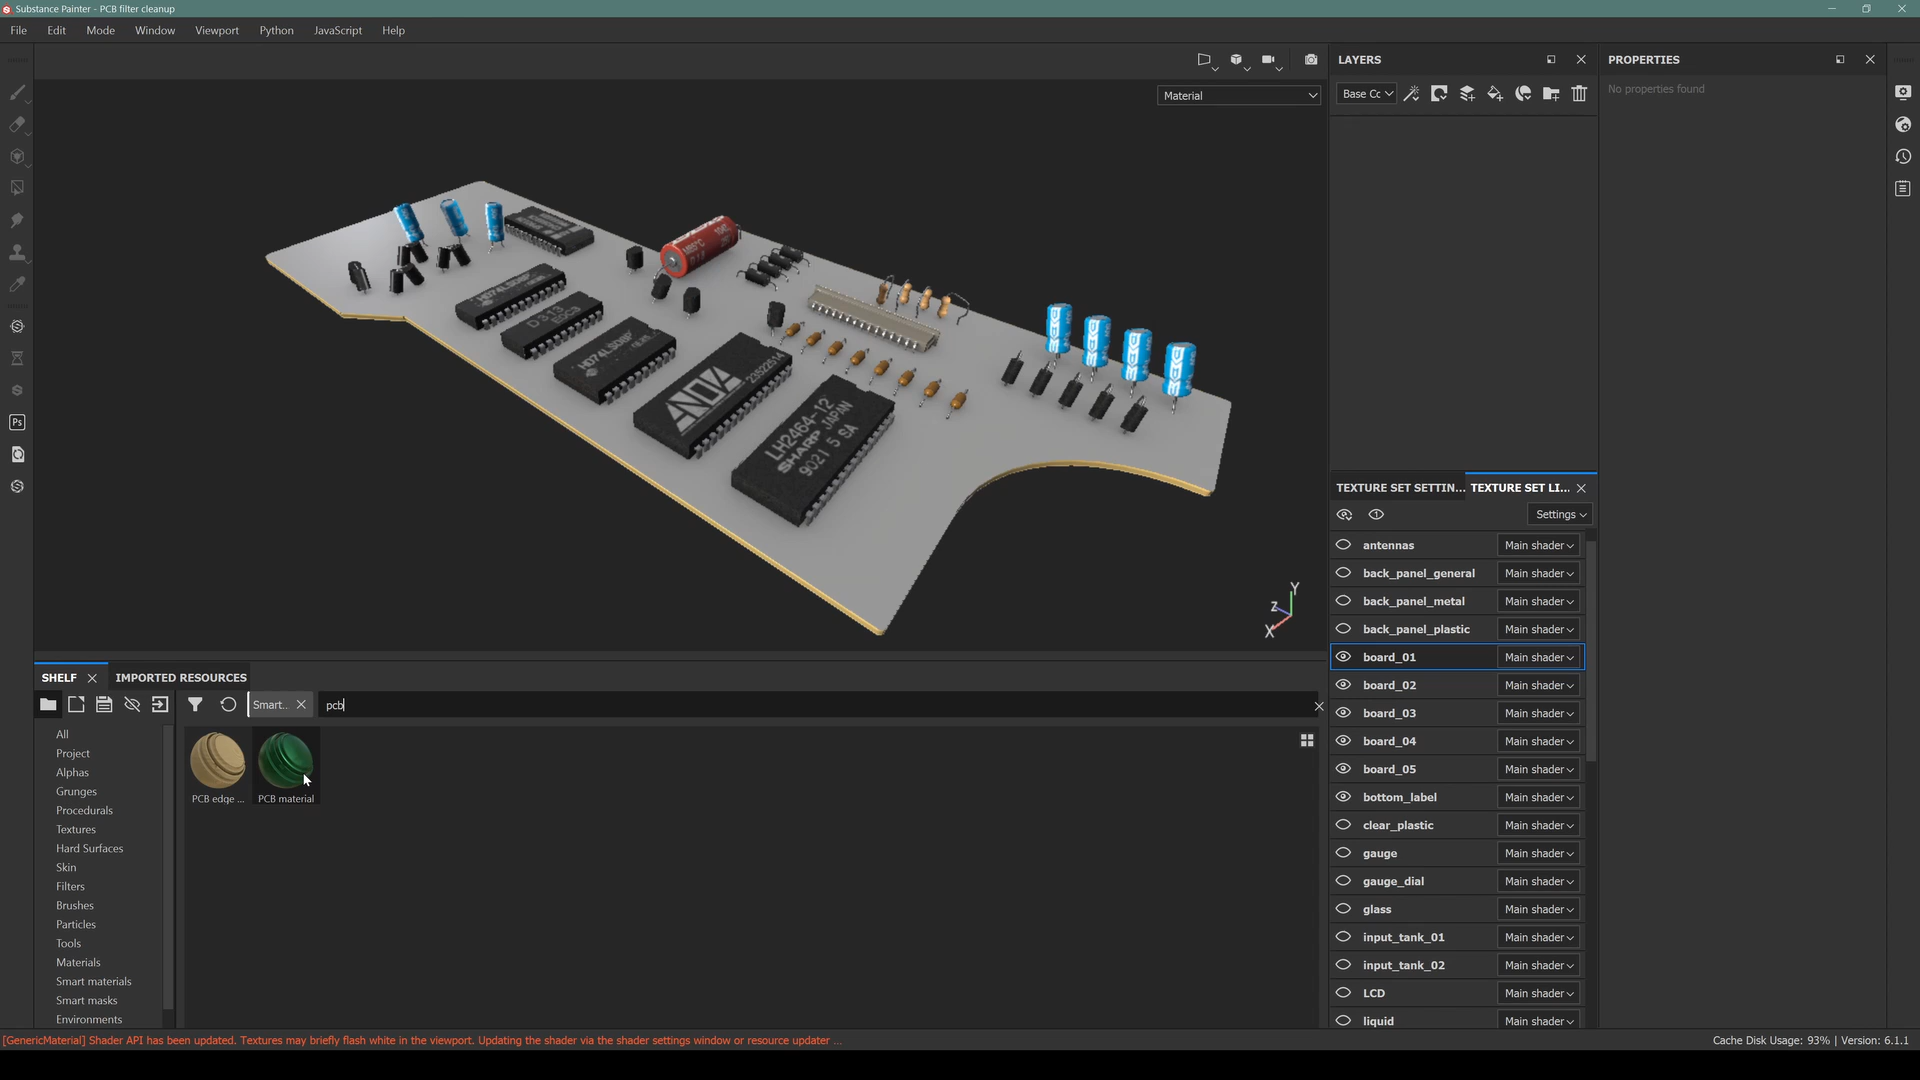 Substance Painter - PCB filter cleanup
File Edit Mode Window Viewport Python JavaScript Help
Material
LAYERS
Base Cc
PROPERTIES
No properties found
D313
23522514
LH2464-12
SHARP JAPAN
9021 5 SA
TEXTURE SET SETTIN... TEXTURE SET LI...
Settings
antennas Main shader
back_panel_general Main shader
back_panel_metal Main shader
back_panel_plastic Main shader
board_01 Main shader
board_02 Main shader
board_03 Main shader
board_04 Main shader
board_05 Main shader
bottom_label Main shader
clear_plastic Main shader
gauge Main shader
gauge_dial Main shader
glass Main shader
input_tank_01 Main shader
input_tank_02 Main shader
LCD Main shader
liquid Main shader
Y
Z
X
SHELF IMPORTED RESOURCES
Ps
Smart... pcb
All
Project
Alphas
Grunges
Procedurals
Textures
Hard Surfaces
Skin
Filters
Brushes
Particles
Tools
Materials
Smart materials
Smart masks
Environments
PCB edge ... PCB material
[GenericMaterial] Shader API has been updated. Textures may briefly flash white in the viewport. Updating the shader via the shader settings window or resource updater ...
Cache Disk Usage: 93% | Version: 6.1.1